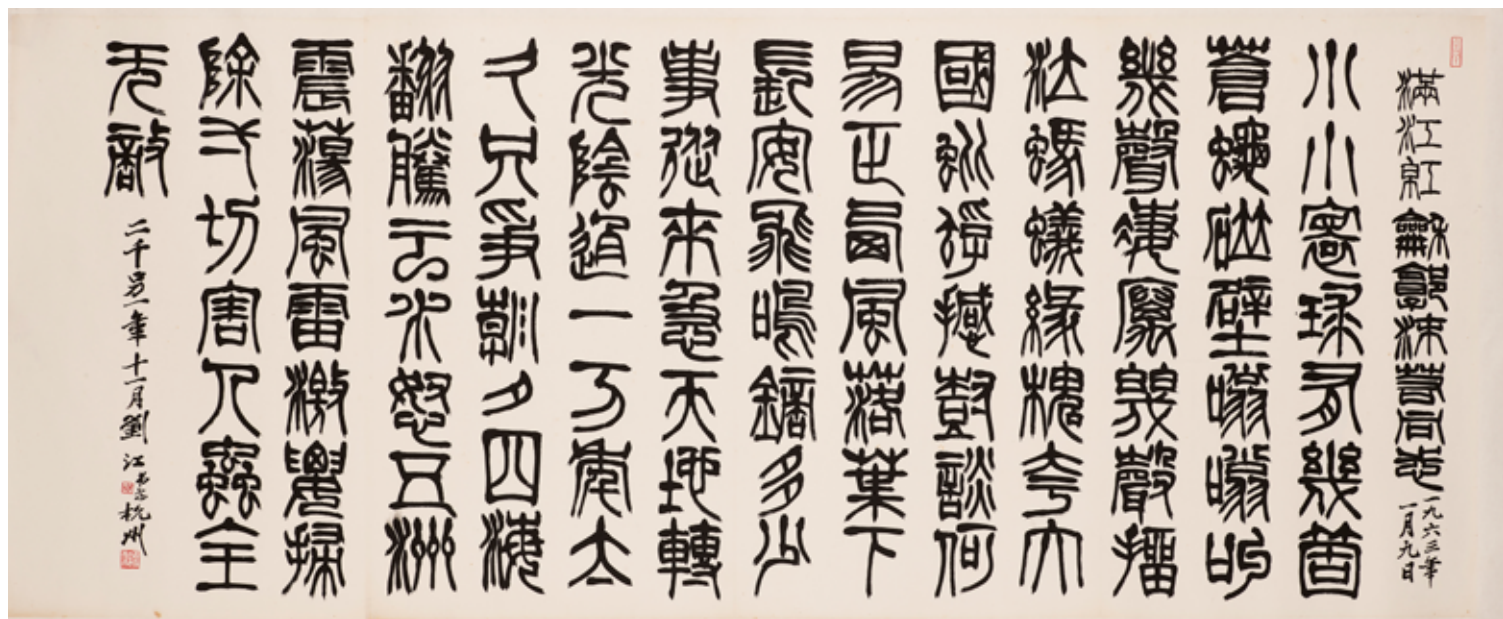 滿江紅 龢郭沫若同志
一九六三年
一月九日
小小寰球有幾箇
蒼蠅碰壁嗡嗡叫
幾聲淒厲幾聲抽
泣螞蟻緣槐夸大
國蚍蜉撼樹談何
易正西風落葉下
長安飛鳴鏑多少
事從來急天地轉
光陰迫一万年太
久只爭朝夕四海
翻騰云水怒五洲
震蕩風雷激要掃
除弌切害人蟲全
无敵
二千另一年十一月劉江書於杭州